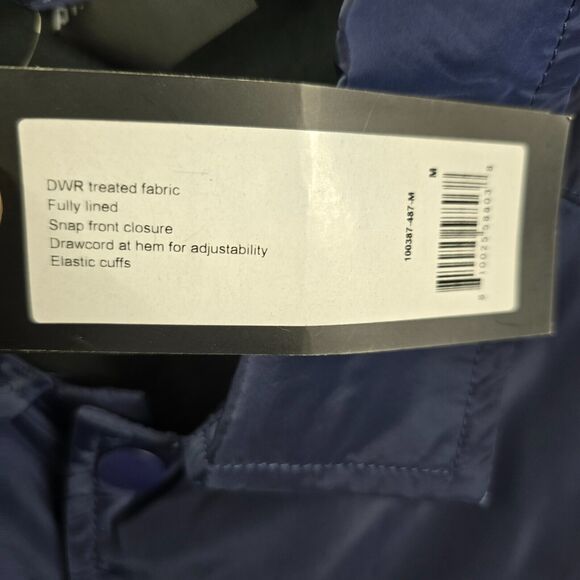 DWR treated fabric
Fully lined
Snap front closure
Drawcord at hem for adjustability
Elastic cuffs
100387-487-M
M